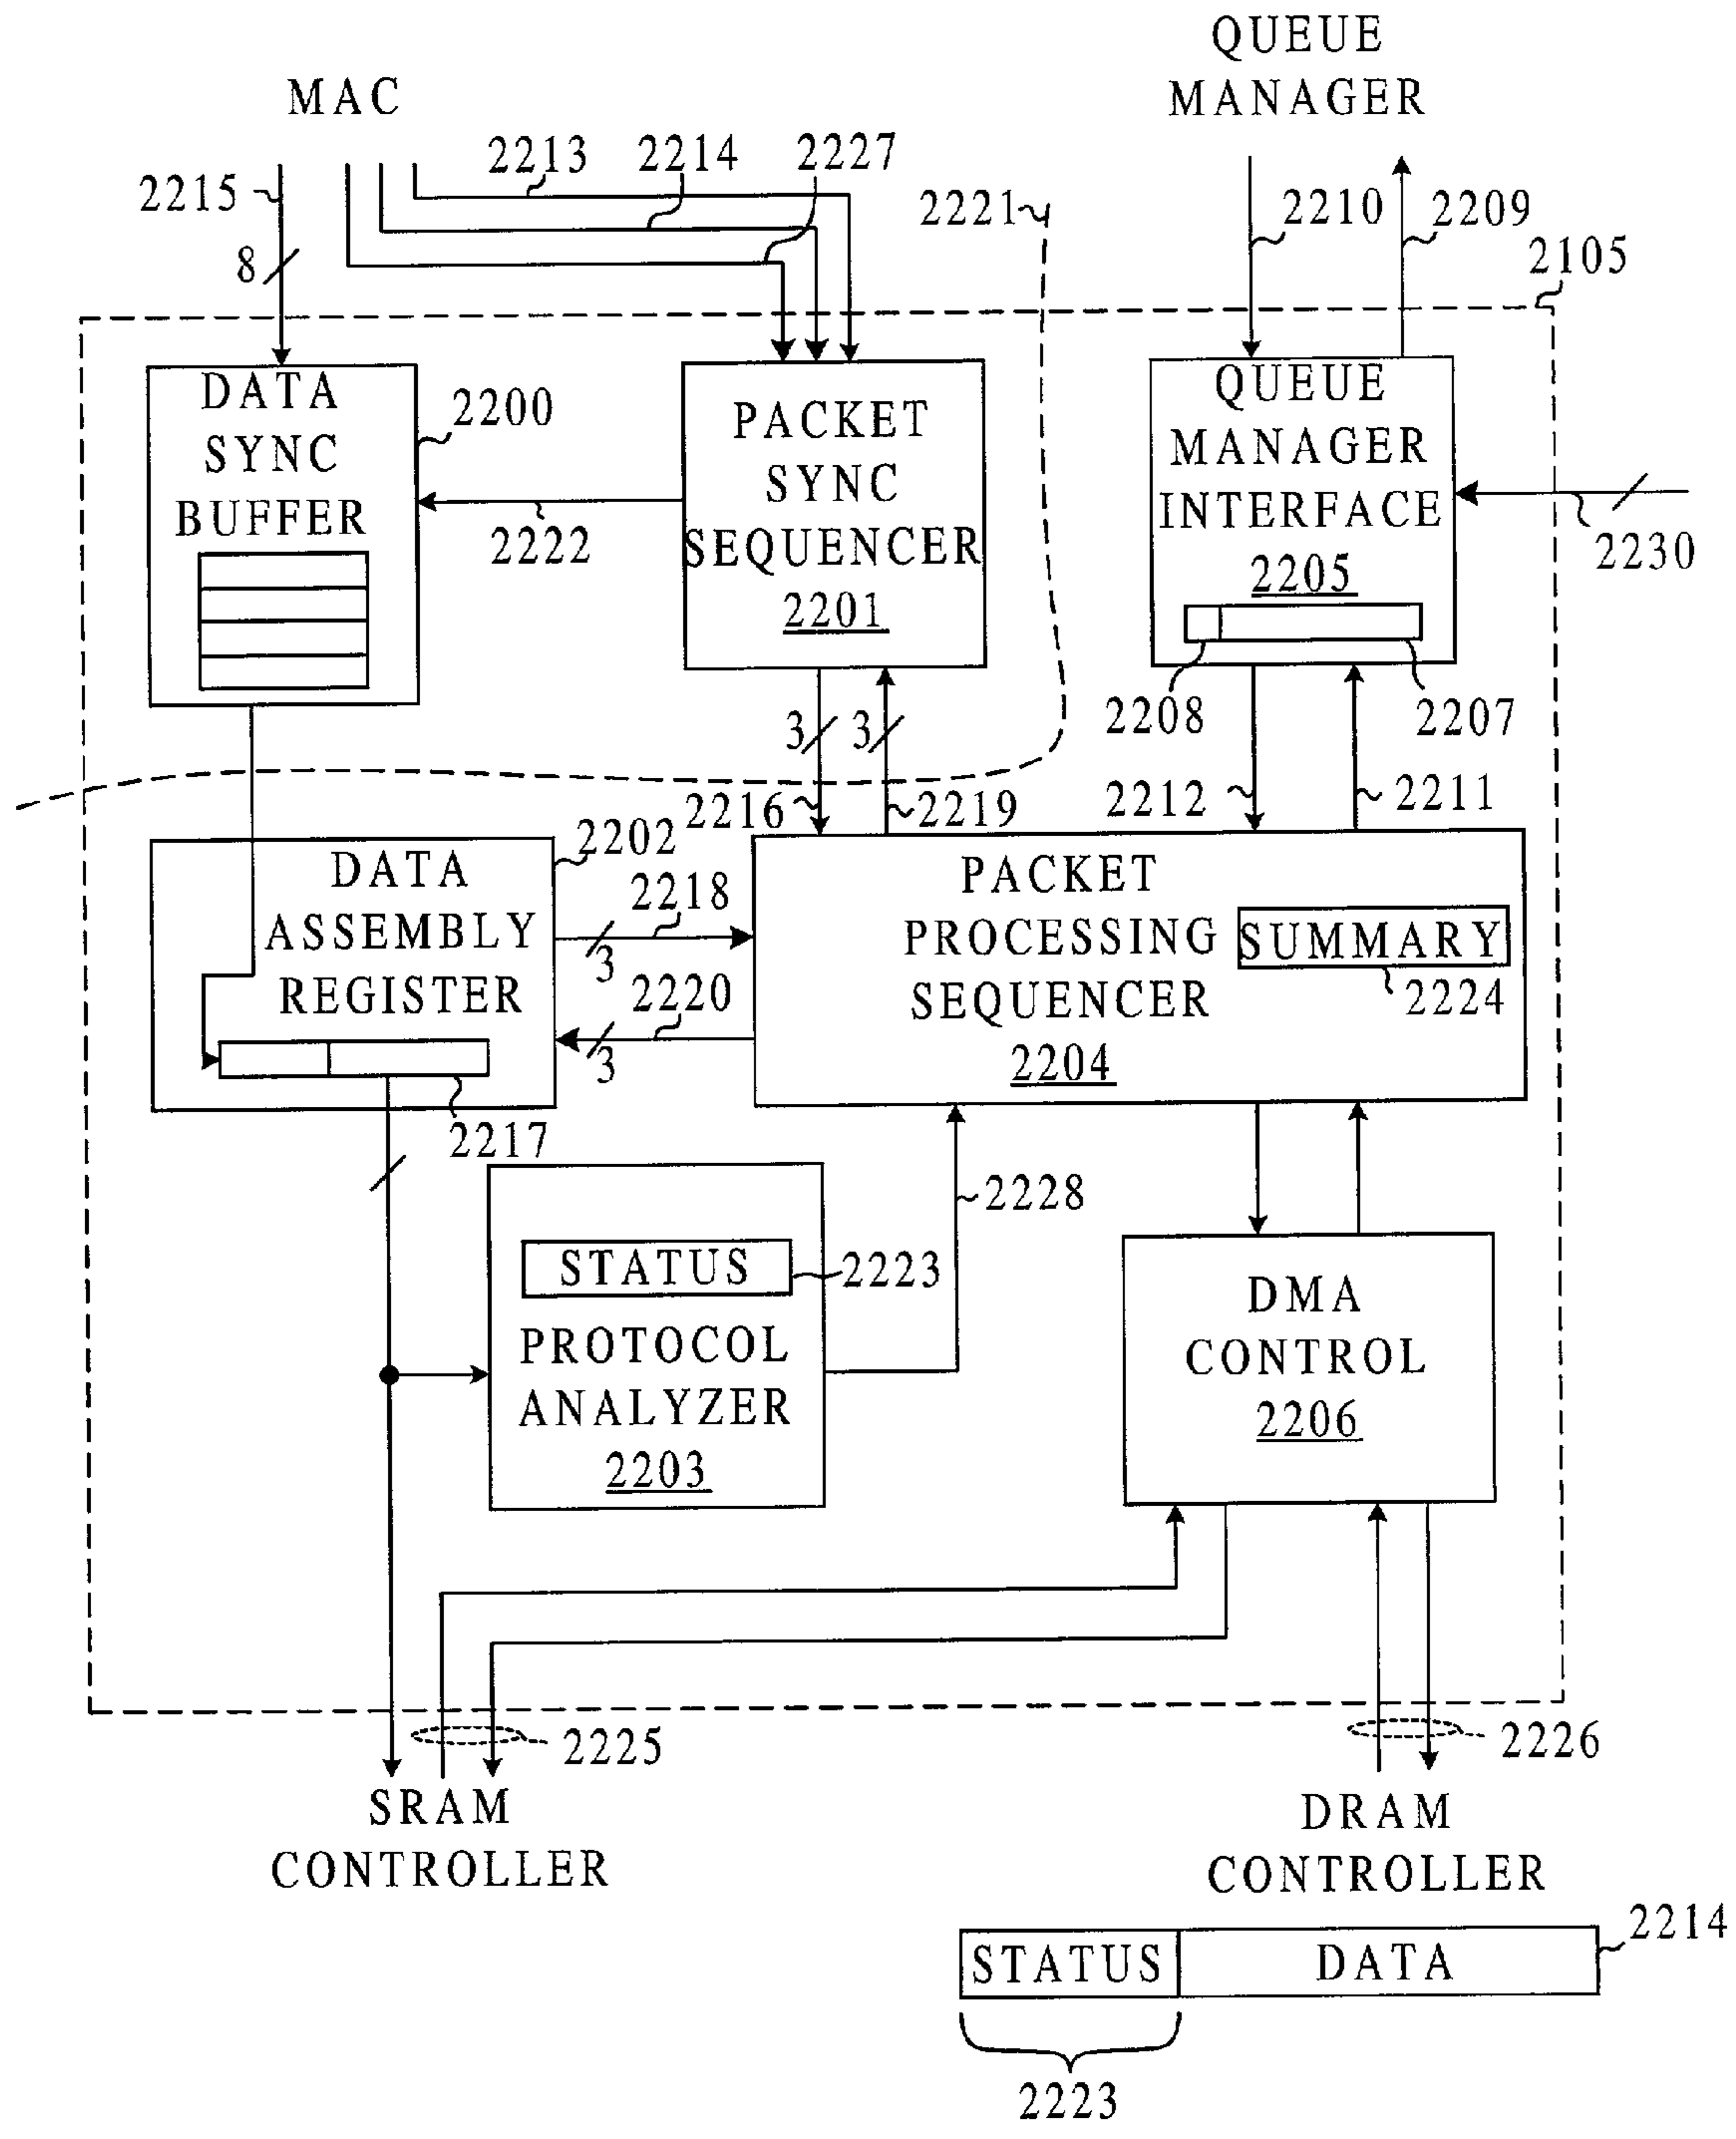 QUEUE
MANAGER
MAC
2213
2214
2227
2215
2221
2210
2209
2105
8
DATA
SYNC
BUFFER
2200
PACKET
SYNC
SEQUENCER
2201
QUEUE
MANAGER
INTERFACE
2205
2222
2230
2208
2207
3
3
2216
2219
2212
2211
2202
DATA
ASSEMBLY
REGISTER
2218
3
2220
3
PACKET
PROCESSING
SEQUENCER
2204
SUMMARY
2224
2217
2228
STATUS
2223
PROTOCOL
ANALYZER
2203
DMA
CONTROL
2206
2225
2226
SRAM
CONTROLLER
DRAM
CONTROLLER
2214
STATUS
DATA
2223